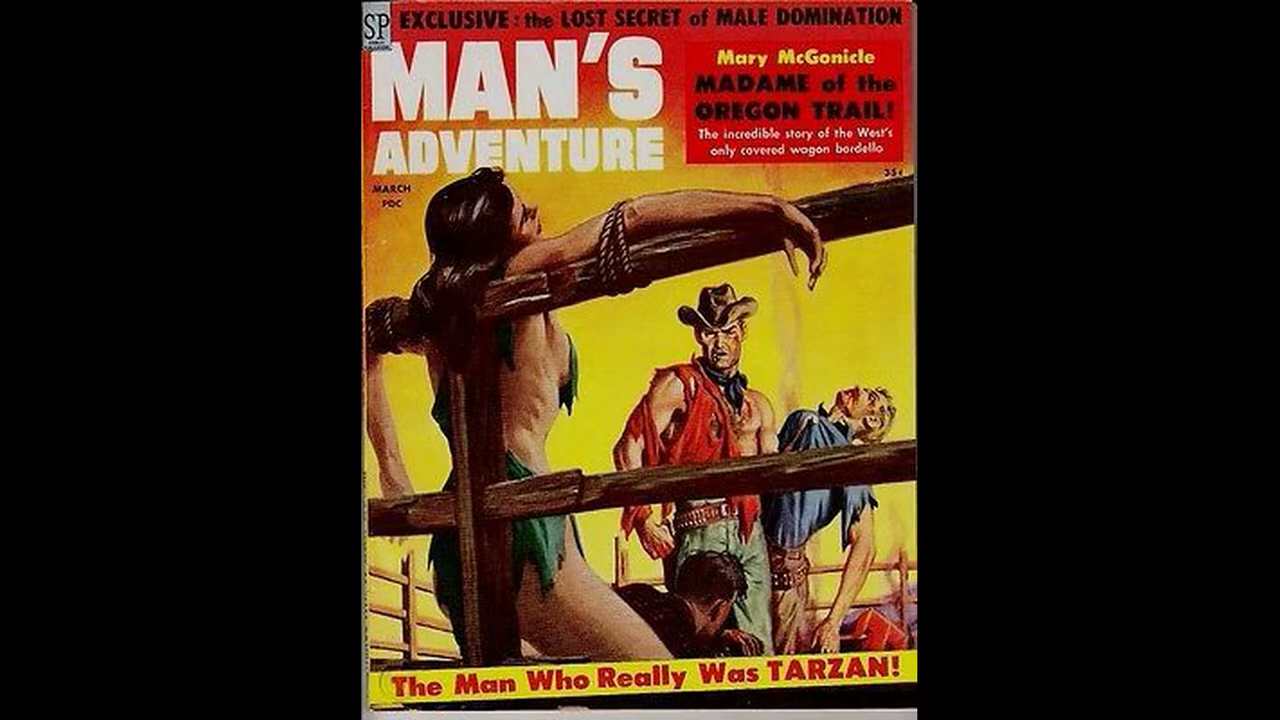 SP
EXCLUSIVE: the LOST SECRET of MALE DOMINATION
MAN'S
ADVENTURE
Mary McGonicle
MADAME of the
OREGON TRAIL!
The incredible story of the West's
only covered wagon bordello
MARCH
PDC
35¢
The Man Who Really Was TARZAN!